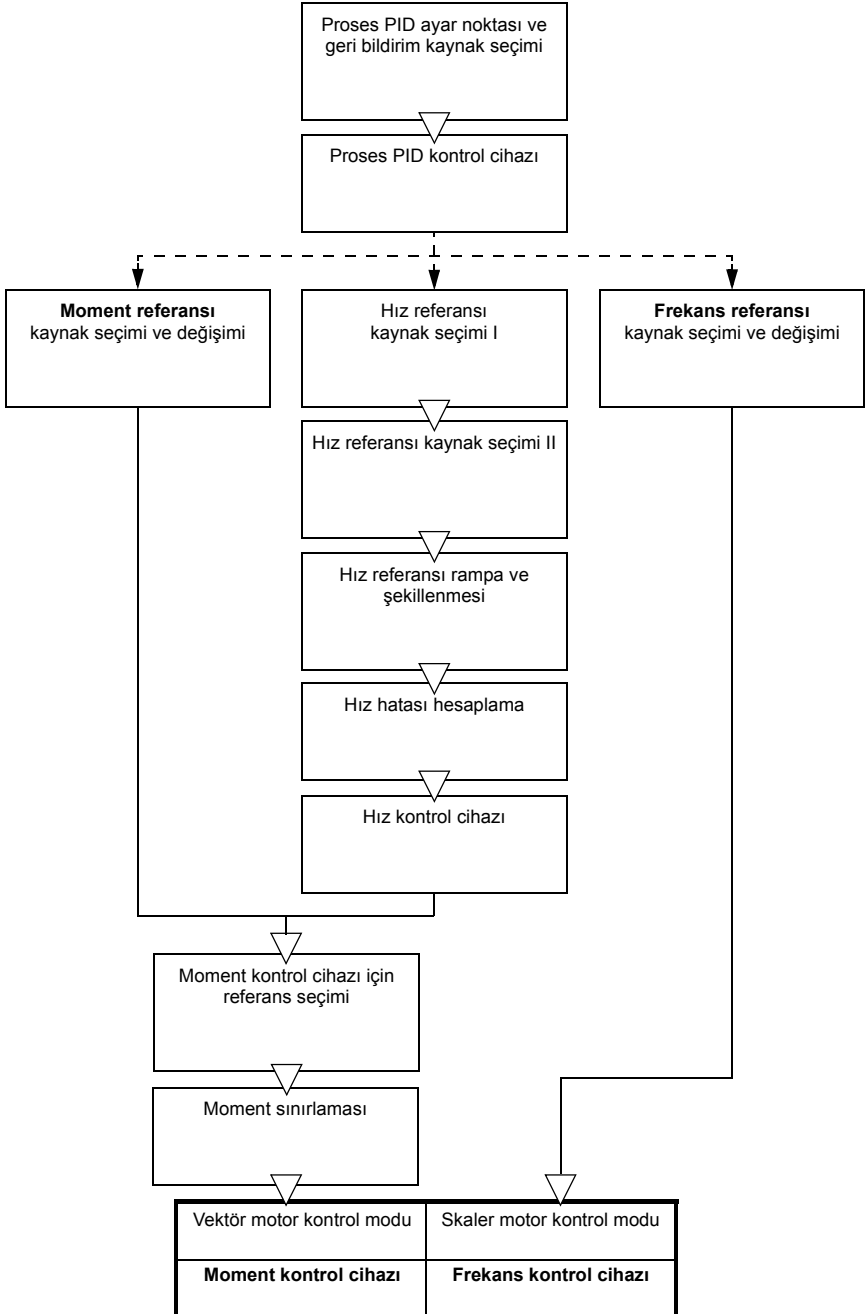 Proses PID ayar noktası ve
geri bildirim kaynak seçimi
Proses PID kontrol cihazı
Moment referansı
kaynak seçimi ve değişimi
Hız referansı
kaynak seçimi I
Frekans referansı
kaynak seçimi ve değişimi
Hız referansı kaynak seçimi II
Hız referansı rampa ve
şekillenmesi
Hız hatası hesaplama
Hız kontrol cihazı
Moment kontrol cihazı için
referans seçimi
Moment sınırlaması
Vektör motor kontrol modu
Skaler motor kontrol modu
Moment kontrol cihazı
Frekans kontrol cihazı